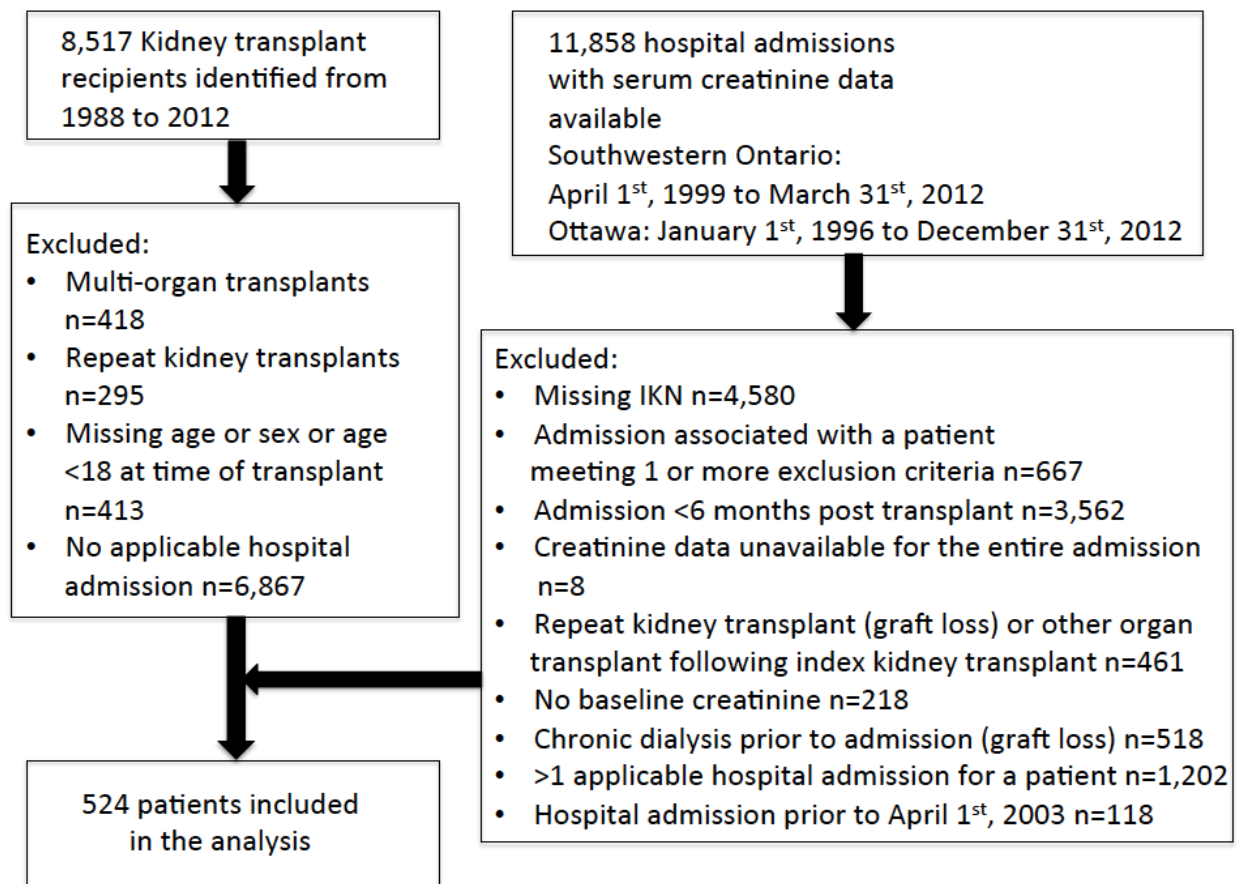 8,517 Kidney transplant
recipients identified from
1988 to 2012
11,858 hospital admissions
with serum creatinine data
available
Southwestern Ontario:
April 1st, 1999 to March 31st, 2012
Ottawa: January 1st, 1996 to December 31st, 2012
Excluded:
• Multi-organ transplants
n=418
• Repeat kidney transplants
n=295
• Missing age or sex or age
<18 at time of transplant
n=413
• No applicable hospital
admission n=6,867
Excluded:
• Missing IKN n=4,580
• Admission associated with a patient
meeting 1 or more exclusion criteria n=667
• Admission <6 months post transplant n=3,562
• Creatinine data unavailable for the entire admission
n=8
• Repeat kidney transplant (graft loss) or other organ
transplant following index kidney transplant n=461
• No baseline creatinine n=218
• Chronic dialysis prior to admission (graft loss) n=518
• >1 applicable hospital admission for a patient n=1,202
• Hospital admission prior to April 1st, 2003 n=118
524 patients included
in the analysis